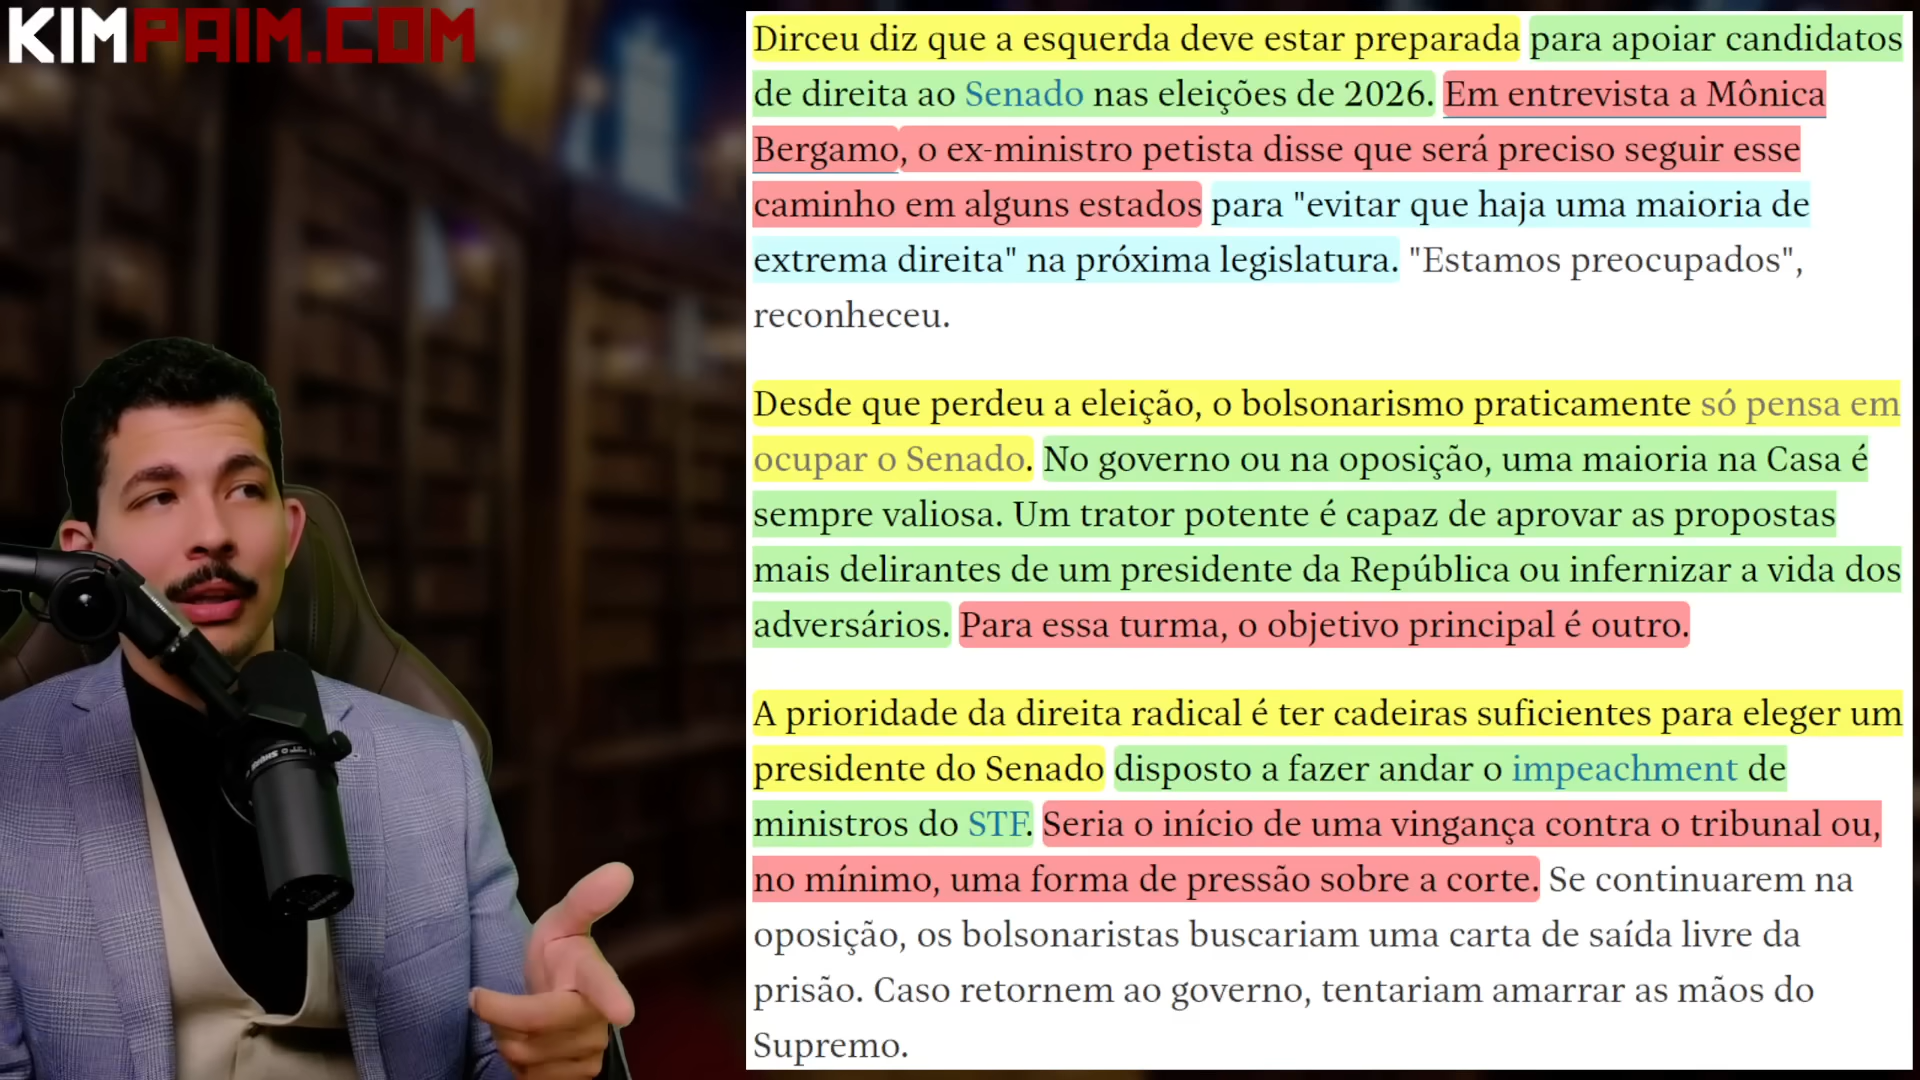 KIMPAIM.COM
Dirceu diz que a esquerda deve estar preparada para apoiar candidatos
de direita ao Senado nas eleições de 2026. Em entrevista a Mônica
Bergamo, o ex-ministro petista disse que será preciso seguir esse
caminho em alguns estados para "evitar que haja uma maioria de
extrema direita" na próxima legislatura. "Estamos preocupados",
reconheceu.
Desde que perdeu a eleição, o bolsonarismo praticamente só pensa em
ocupar o Senado. No governo ou na oposição, uma maioria na Casa é
sempre valiosa. Um trator potente é capaz de aprovar as propostas
mais delirantes de um presidente da República ou infernizar a vida dos
adversários. Para essa turma, o objetivo principal é outro.
A prioridade da direita radical é ter cadeiras suficientes para eleger um
presidente do Senado disposto a fazer andar o impeachment de
ministros do STF. Seria o início de uma vingança contra o tribunal ou,
no mínimo, uma forma de pressão sobre a corte. Se continuarem na
oposição, os bolsonaristas buscariam uma carta de saída livre da
prisão. Caso retornem ao governo, tentariam amarrar as mãos do
Supremo.